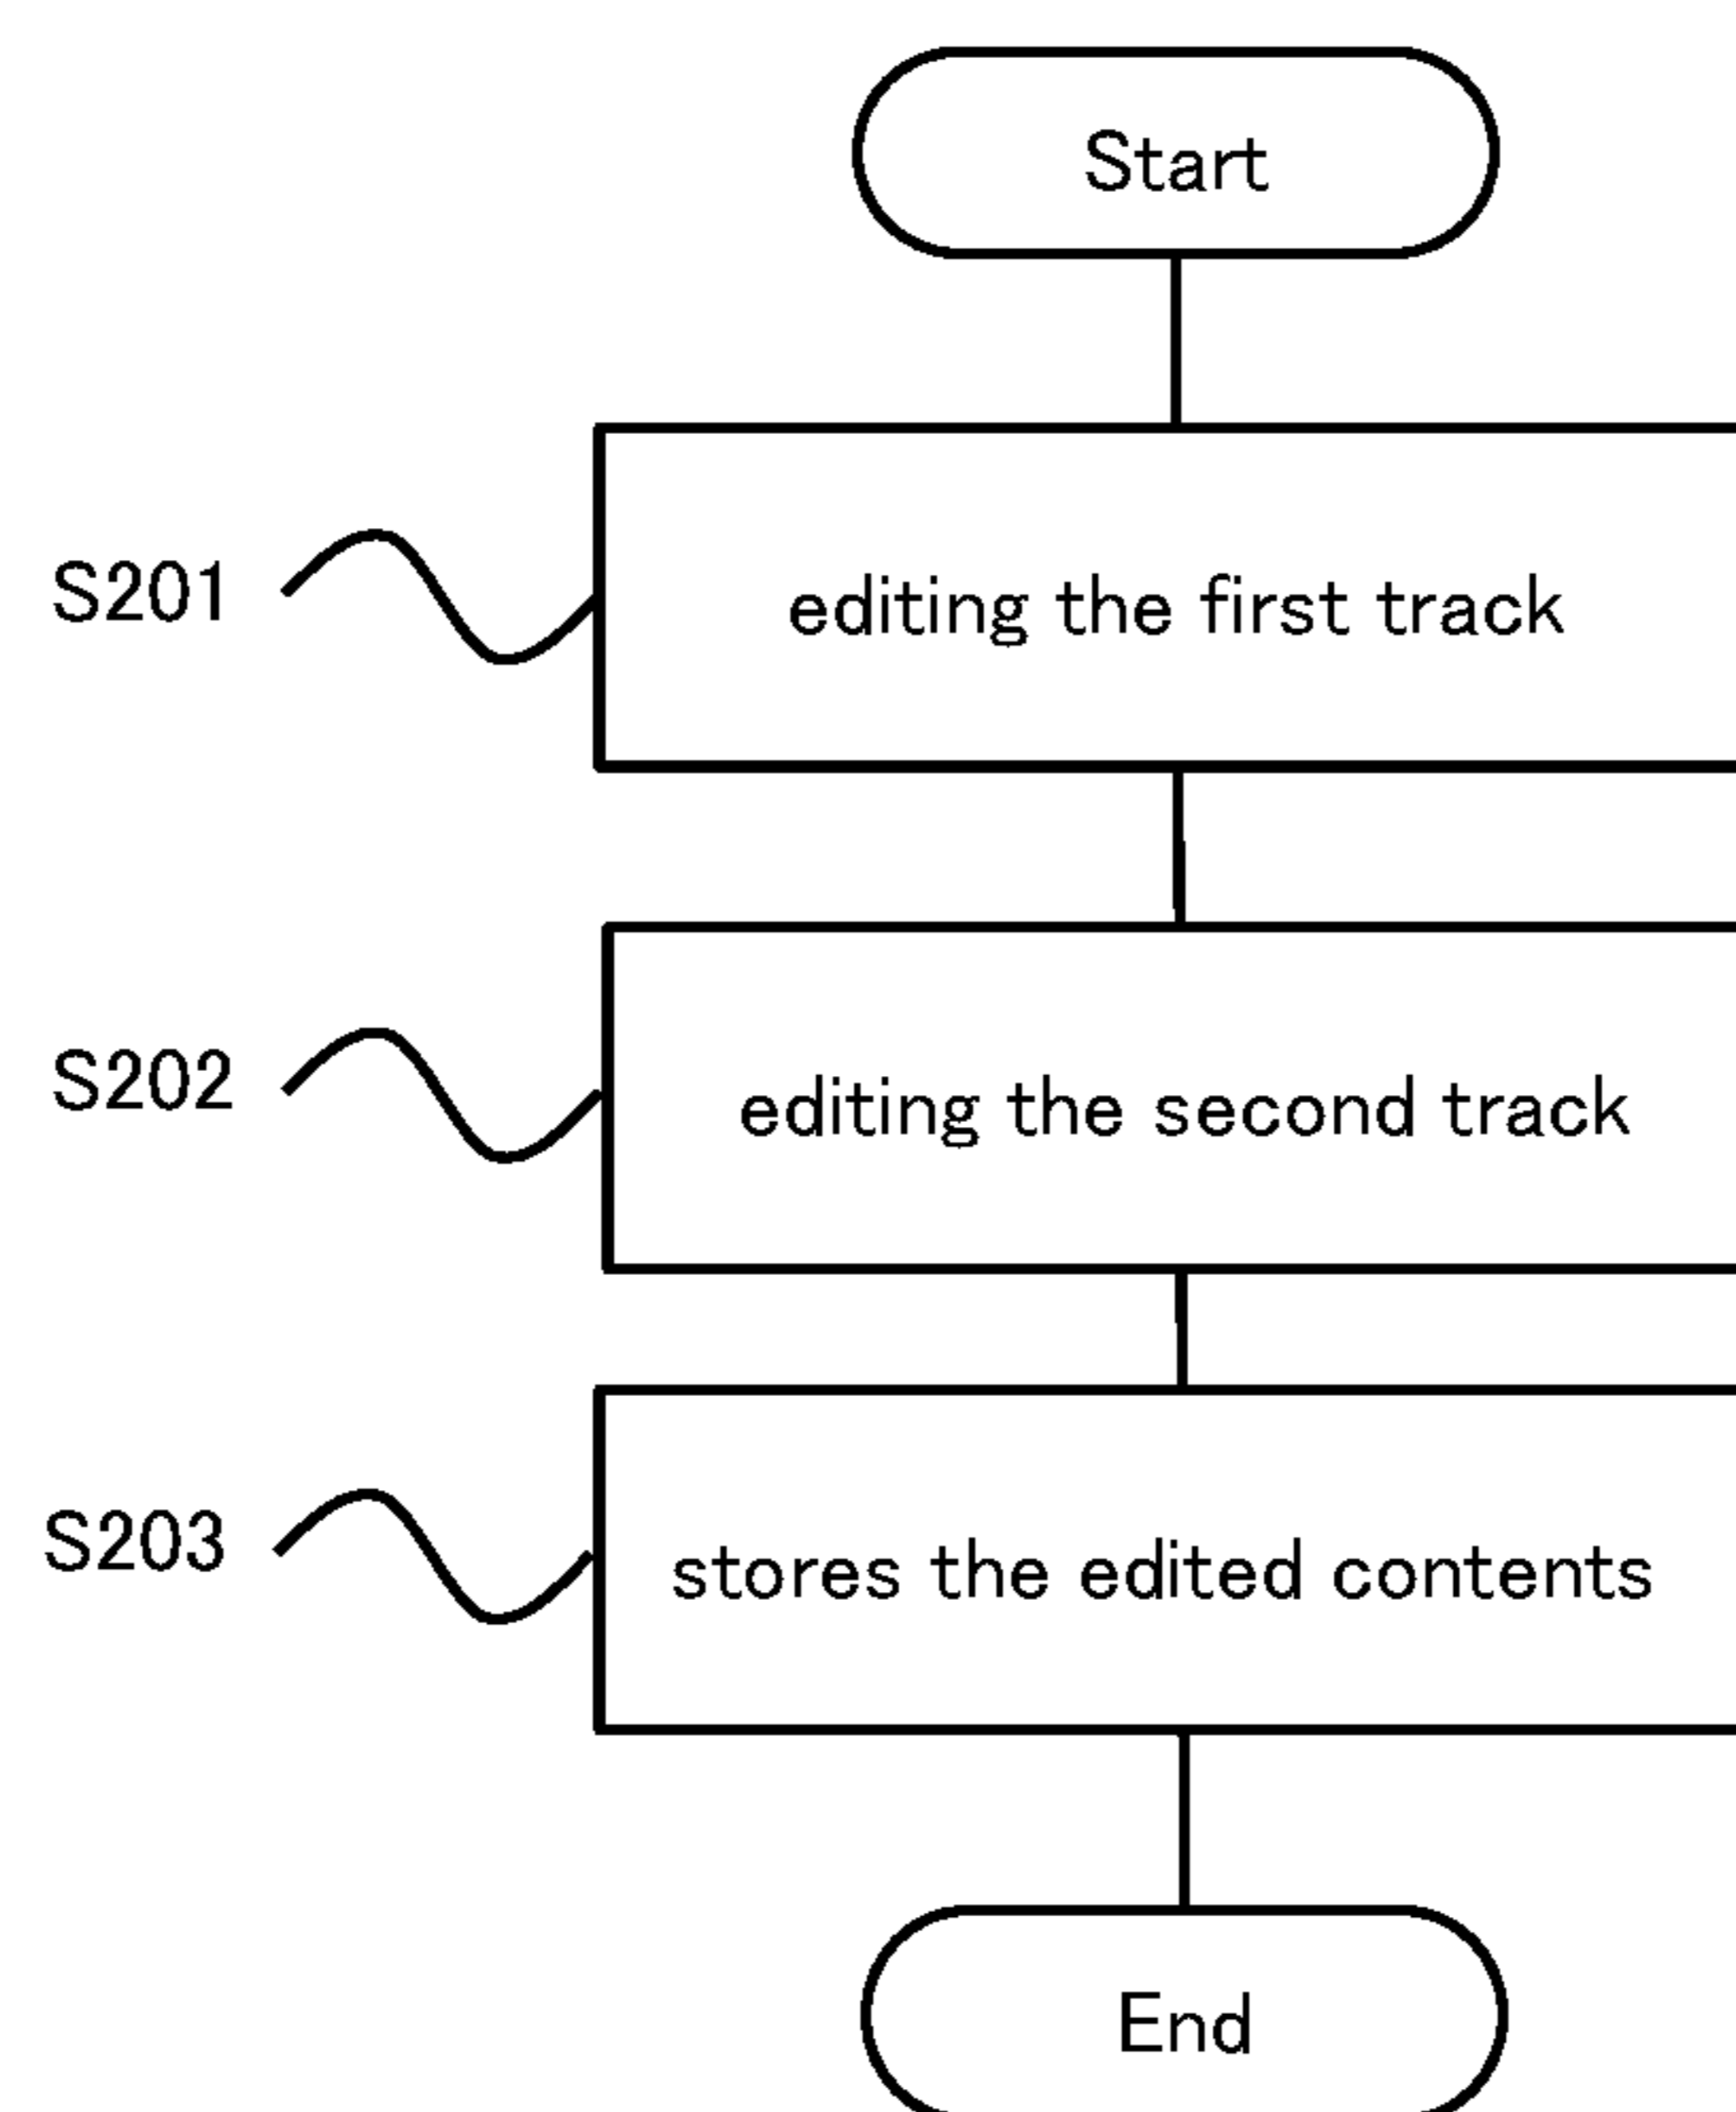 Start
S201
editing the first track
S202
editing the second track
S203
stores the edited contents
End